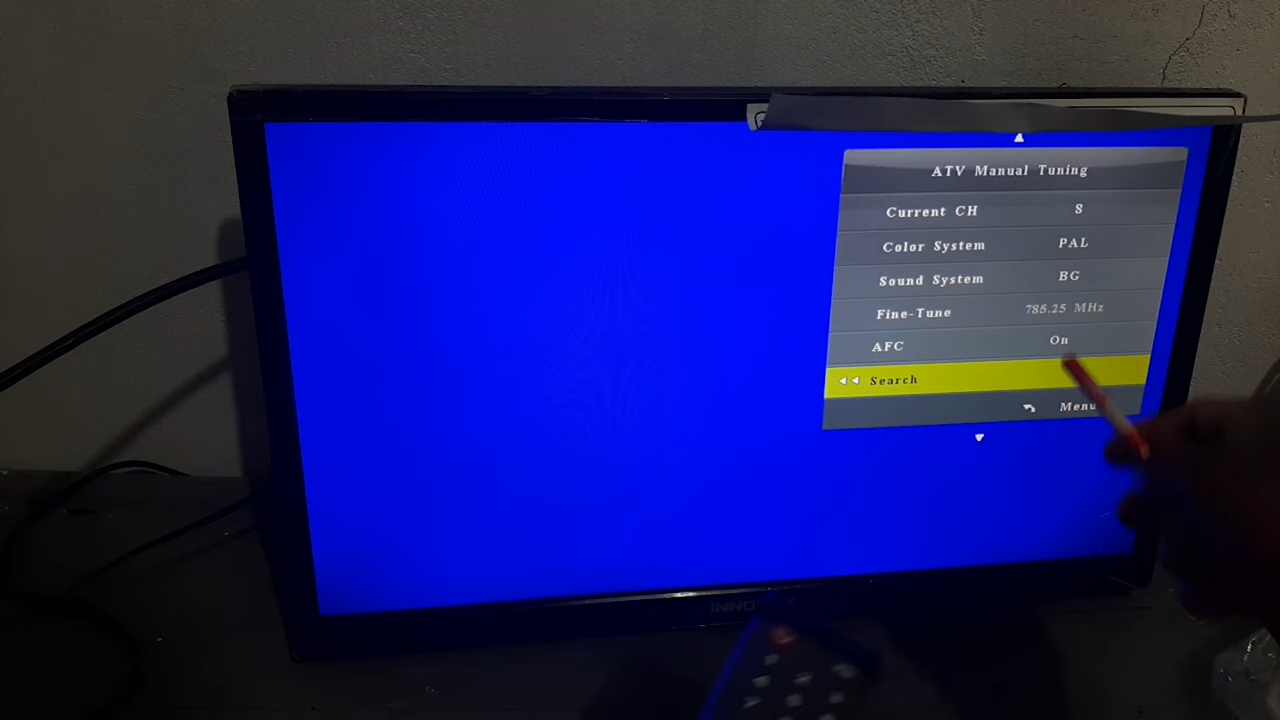 ATV Manual Tuning
Current CH 8
Color System PAL
Sound System BG
Fine-Tune 785.25 MHz
AFC On
Search
Menu
INNO